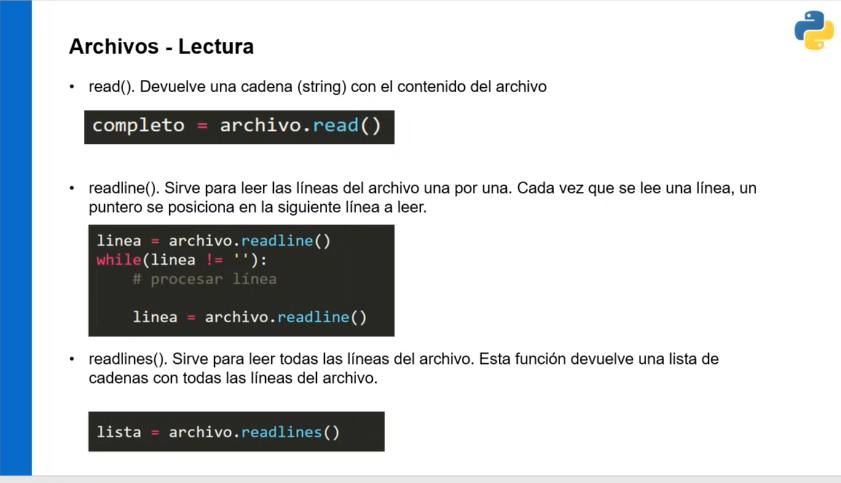 Archivos - Lectura
• read(). Devuelve una cadena (string) con el contenido del archivo
completo = archivo.read()
• readline(). Sirve para leer las líneas del archivo una por una. Cada vez que se lee una línea, un
puntero se posiciona en la siguiente línea a leer.
linea = archivo.readline()
while(linea != ''):
# procesar línea
linea = archivo.readline()
• readlines(). Sirve para leer todas las líneas del archivo. Esta función devuelve una lista de
cadenas con todas las líneas del archivo.
lista = archivo.readlines()